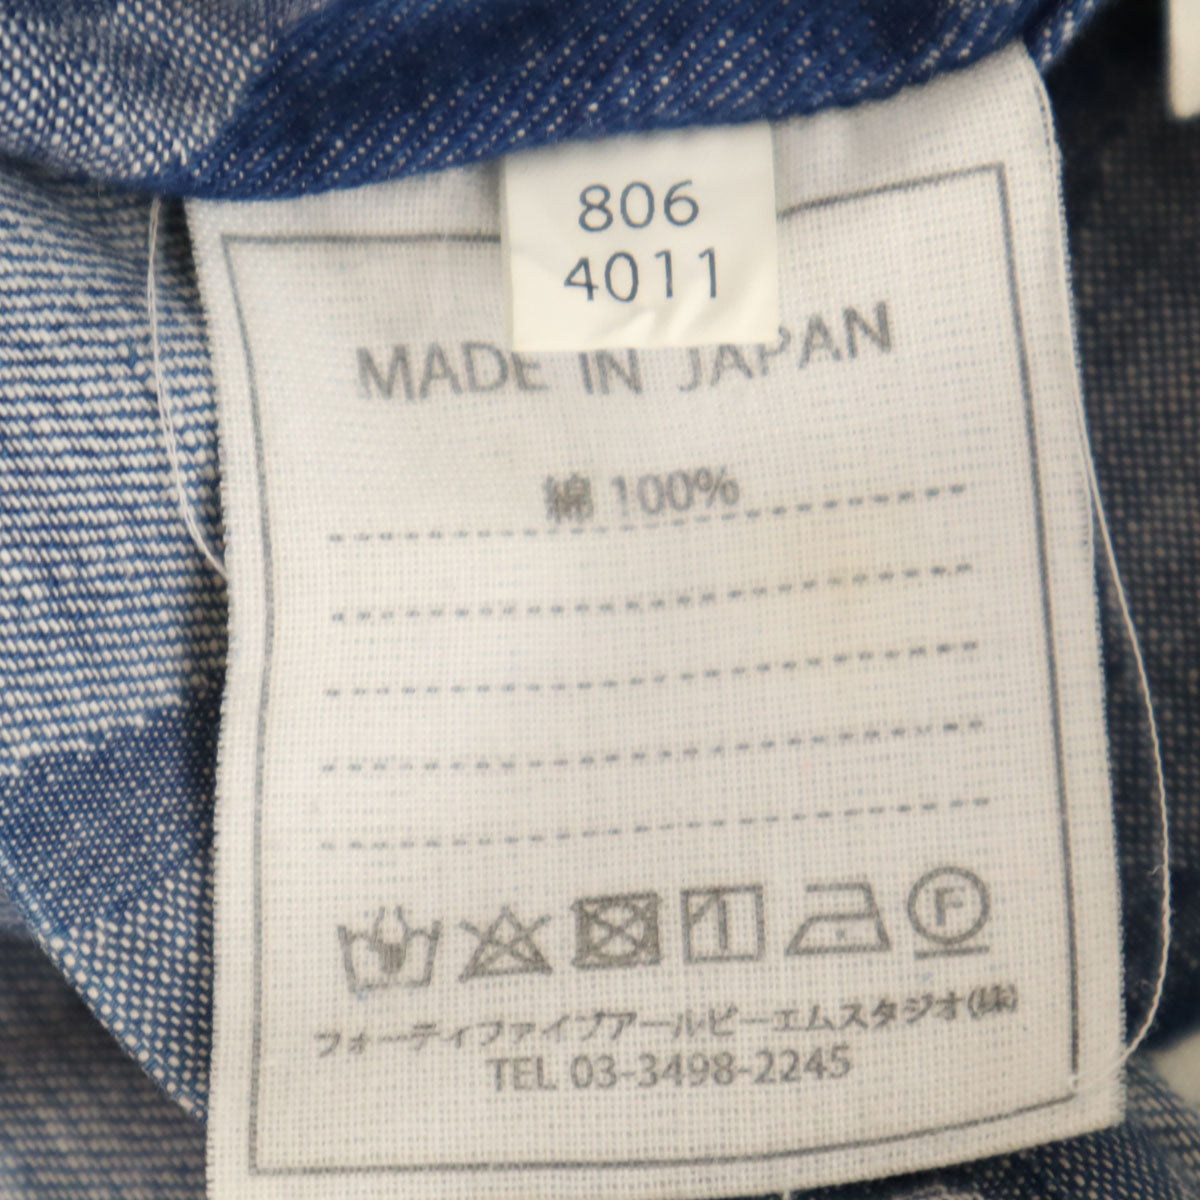 806
4011
MADE IN JAPAN
綿 100%
F
フォーティファイブアールピーエムスタジオ(株)
TEL 03-3498-2245